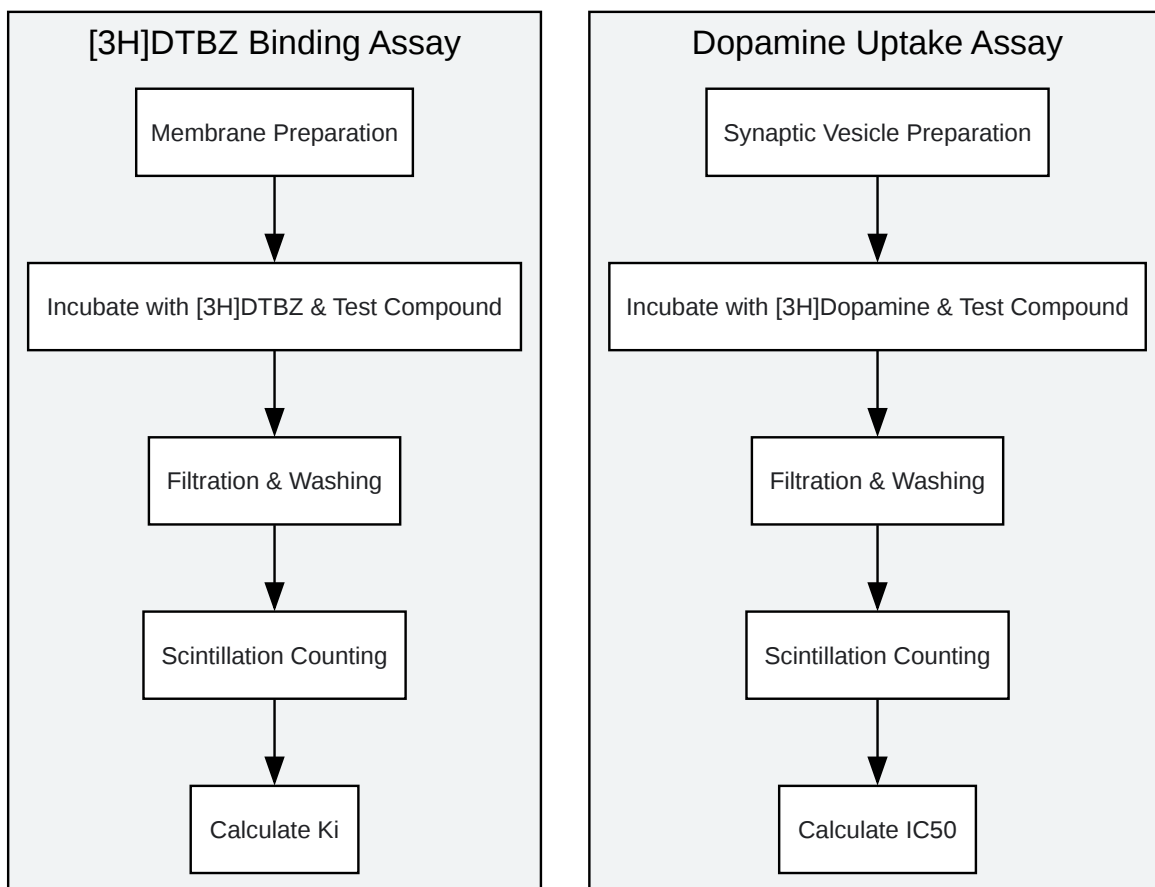 [3H]DTBZ Binding Assay
Membrane Preparation
Incubate with [3H]DTBZ & Test Compound
Filtration & Washing
Scintillation Counting
Calculate Ki
Dopamine Uptake Assay
Synaptic Vesicle Preparation
Incubate with [3H]Dopamine & Test Compound
Filtration & Washing
Scintillation Counting
Calculate IC50